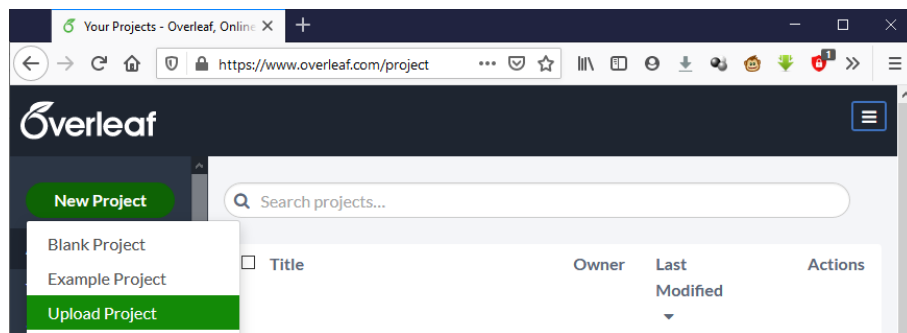 Your Projects - Overleaf, Online
https://www.overleaf.com/project
1
Overleaf
New Project
Search projects...
Blank Project
Example Project
Upload Project
Title
Owner
Last
Modified
Actions